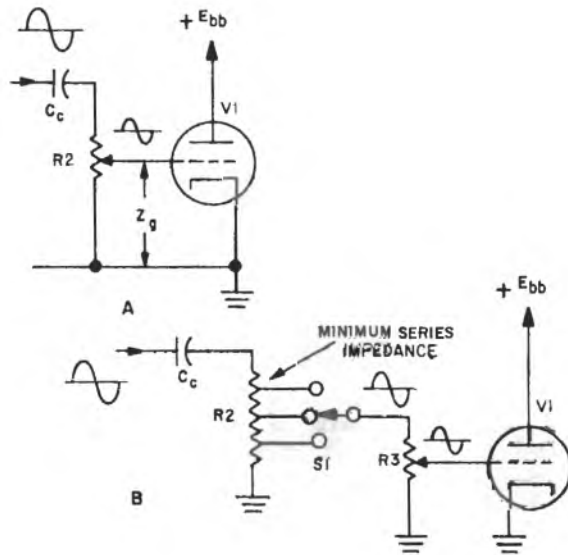 + Ebb
V1
Cc
R2
Zg
A
+ Ebb
MINIMUM SERIES
IMPEDANCE
Cc
V1
R2
R3
S1
B